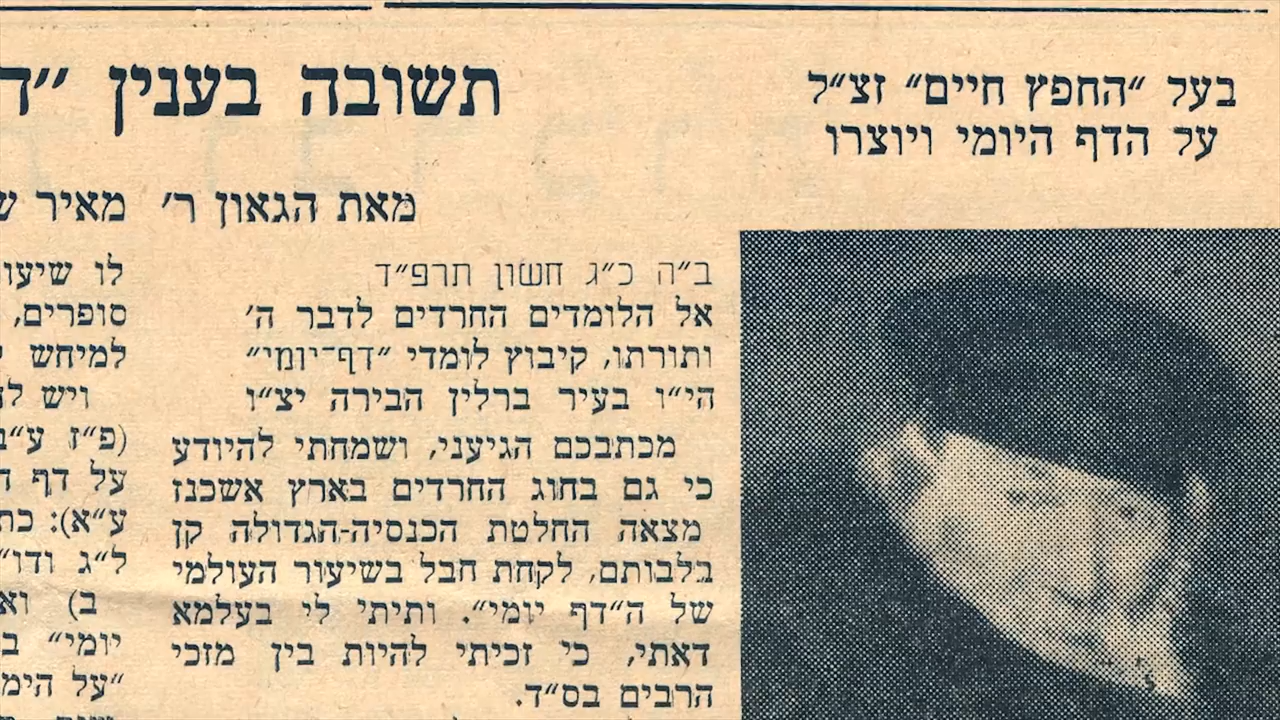 בעל "החפץ חיים" זצ"ל
על הדף היומי ויוצרו
תשובה בענין "ד
מאת הגאון ר' מאיר ש
ב"ה כ"ג חשון תרפ"ד
אל הלומדים החרדים לדבר ה'
ותורתו, קיבוץ לומדי "דף־יומי"
הי"ו בעיר ברלין הבירה יצ"ו
מכתבכם הגיעני, ושמחתי להיודע
כי גם בחוג החרדים בארץ אשכנז
מצאה החלטת הכנסיה-הגדולה קן
בלבותם, לקחת חבל בשיעור העולמי
של ה"דף יומי". ותיתי לי בעלמא
דאתי, כי זכיתי להיות בין מזכי
הרבים בס"ד.
לו שיעו
סופרים,
למיחש
ויש ל
(פ"ז ע"ב
על דף ה
ע"א): כת
ל"ג ודו"
ב) וא
יומי" ב
"על הימ